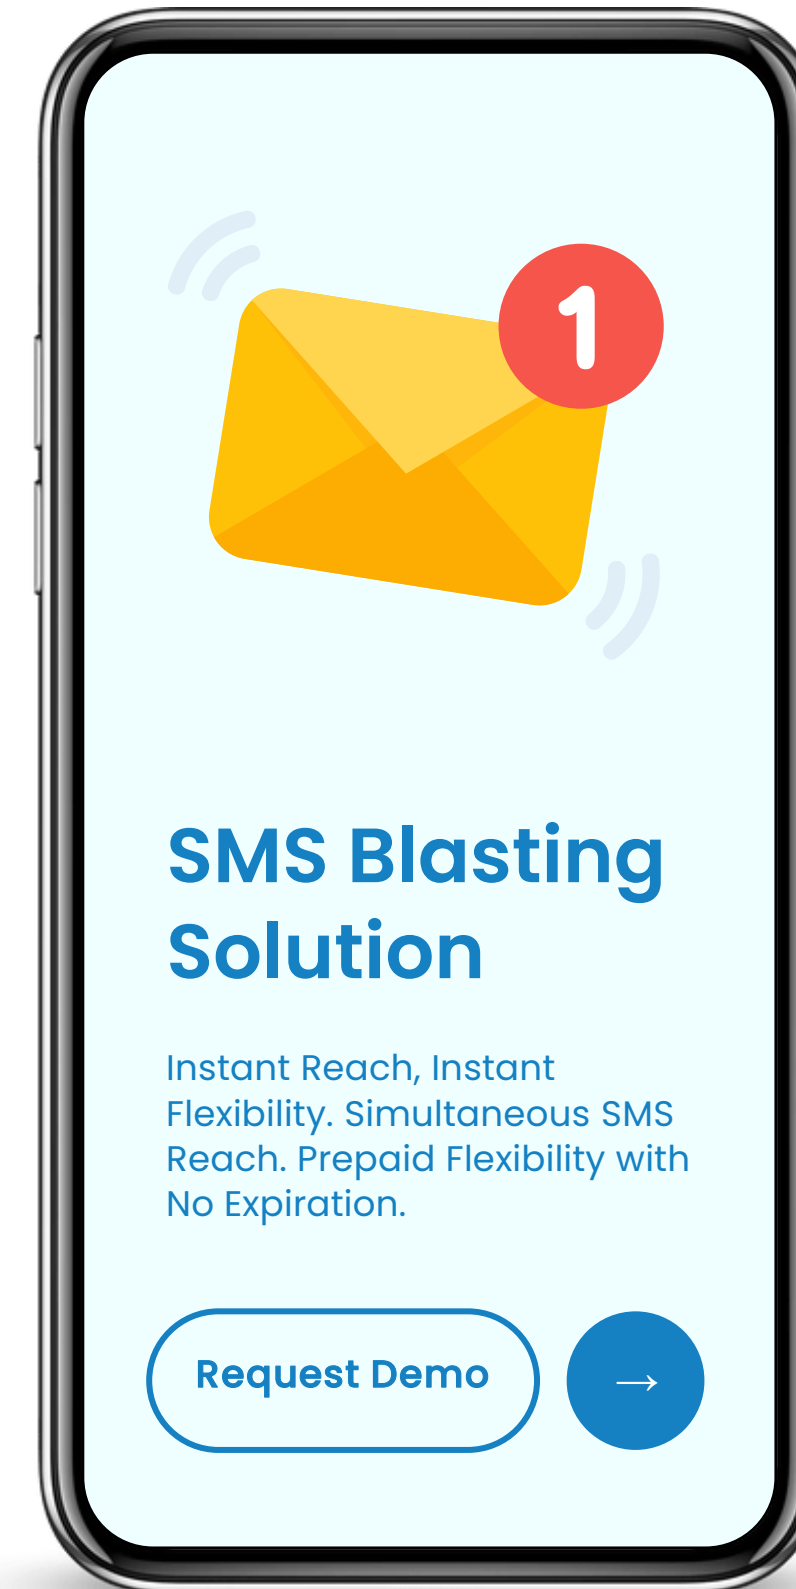 1
SMS Blasting
Solution
Instant Reach, Instant
Flexibility. Simultaneous SMS
Reach. Prepaid Flexibility with
No Expiration.
Request Demo →